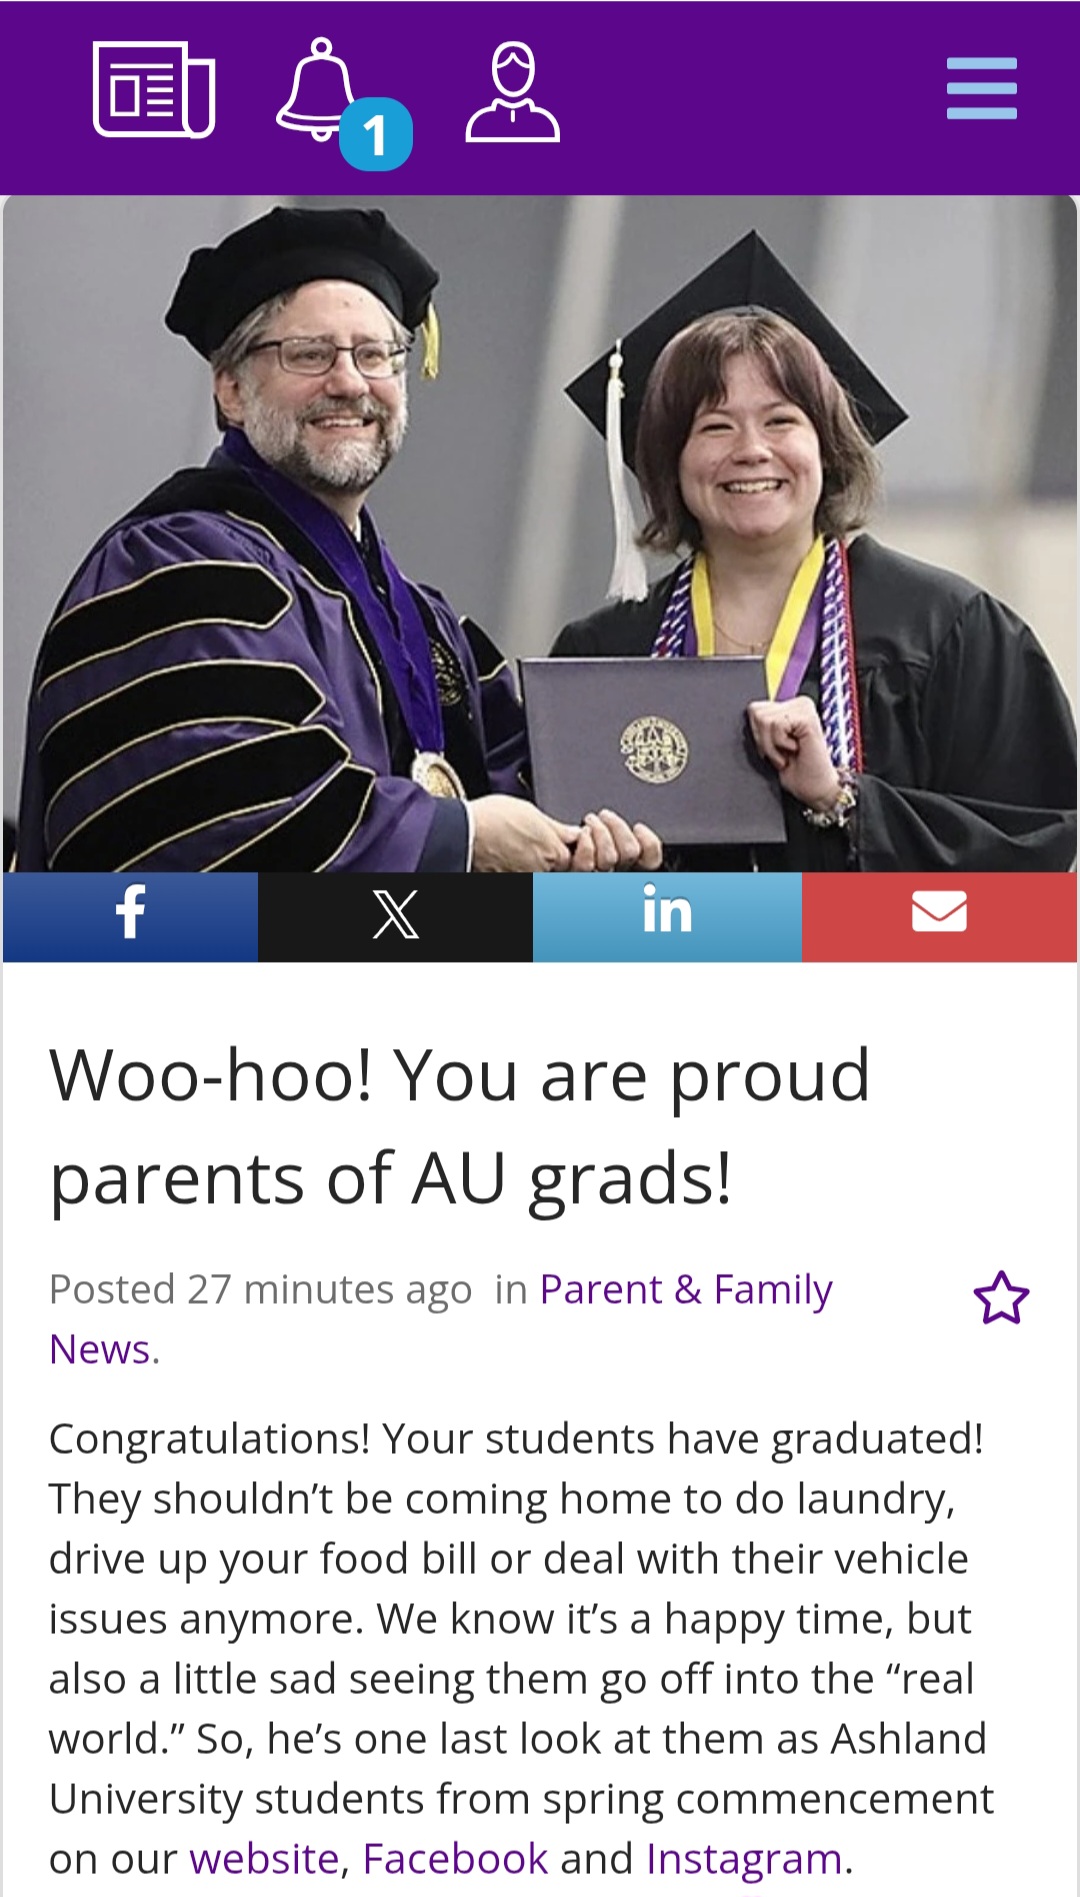 1
f
X
in
Woo-hoo! You are proud
parents of AU grads!
Posted 27 minutes ago in Parent & Family
News.
Congratulations! Your students have graduated!
They shouldn’t be coming home to do laundry,
drive up your food bill or deal with their vehicle
issues anymore. We know it’s a happy time, but
also a little sad seeing them go off into the “real
world.” So, he’s one last look at them as Ashland
University students from spring commencement
on our website, Facebook and Instagram.